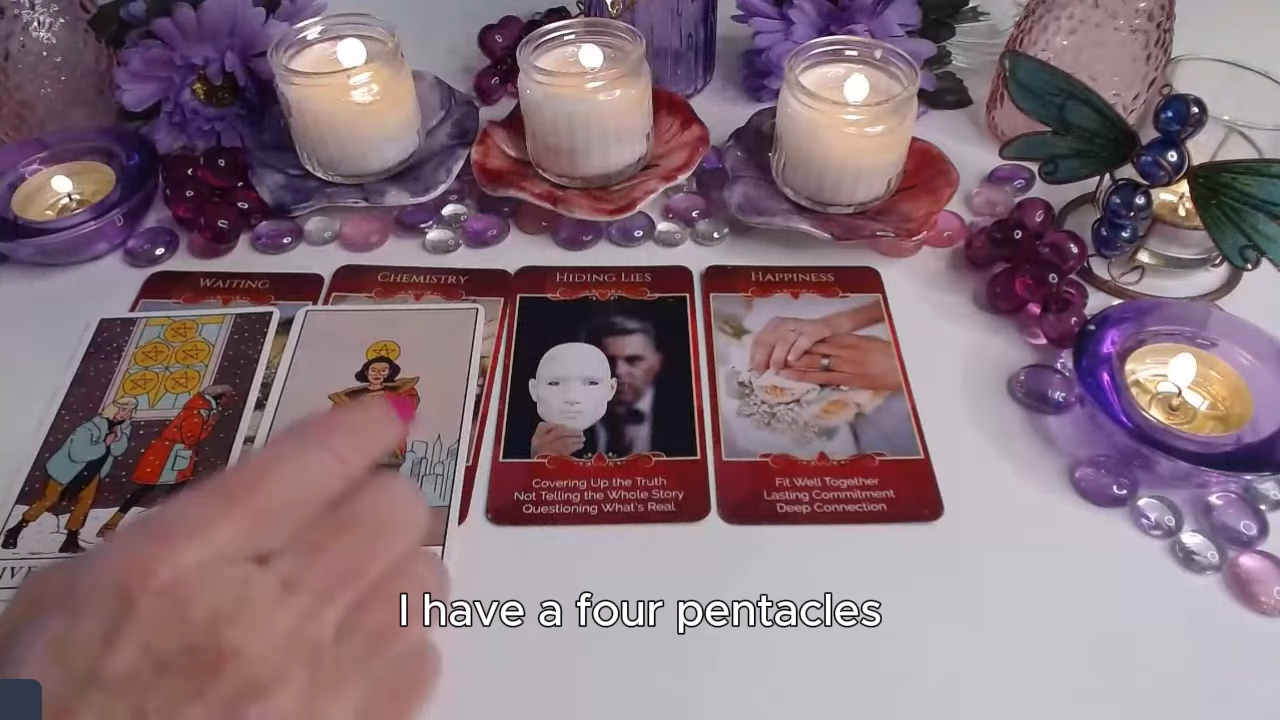 WAITING
CHEMISTRY
HIDING LIES
HAPPINESS
COVERING UP THE TRUTH
NOT TELLING THE WHOLE STORY
QUESTIONING WHAT'S REAL
FIT WELL TOGETHER
LASTING COMMITMENT
DEEP CONNECTION
I have a four pentacles